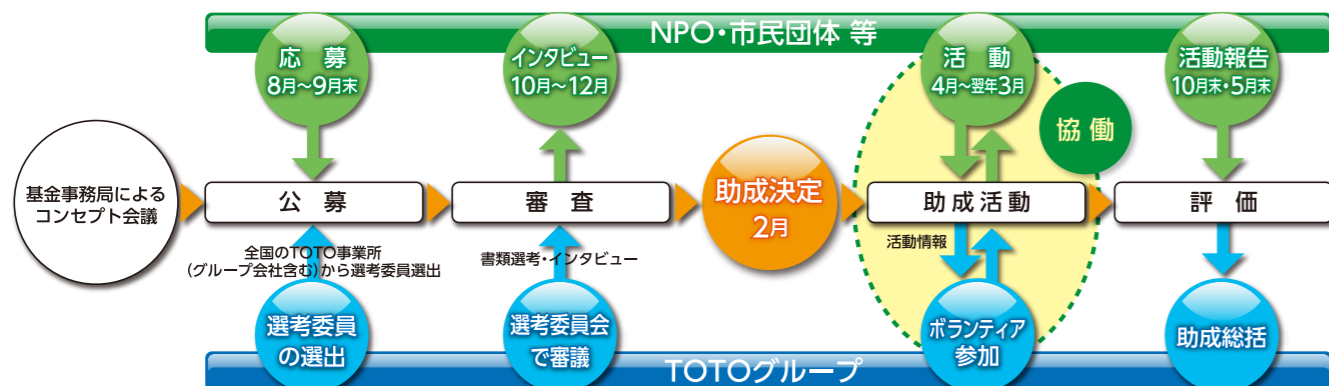 NPO・市民団体 等
応 募
8月〜9月末
インタビュー
10月〜12月
活 動
4月〜翌年3月
活動報告
10月末・5月末
協 働
基金事務局による
コンセプト会議
公 募
審 査
助成決定
2月
助成活動
評 価
全国のTOTO事業所
(グループ会社含む)から選考委員選出
書類選考・インタビュー
活動情報
選考委員
の選出
選考委員会
で審議
ボランティア
参加
助成総括
TOTOグループ